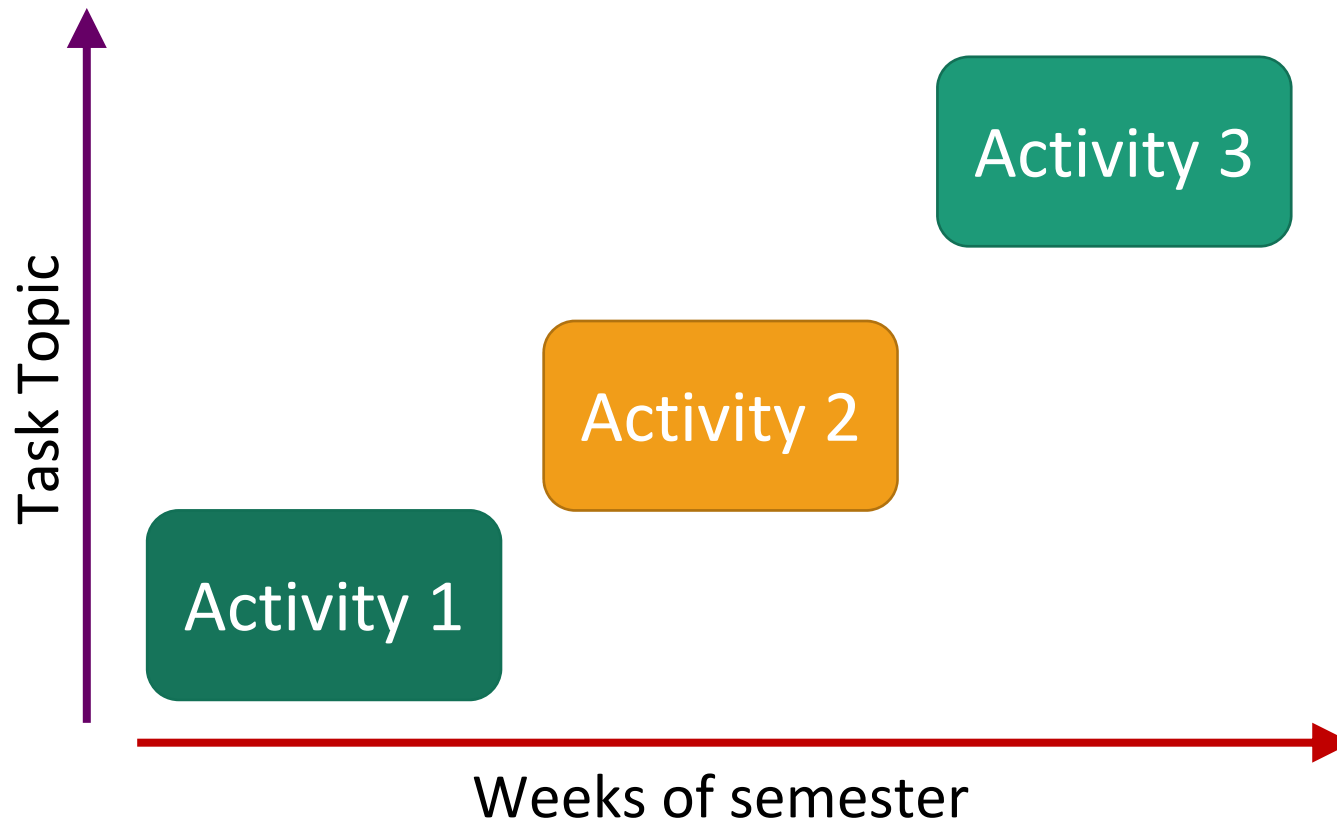 Activity 3
Activity 2
Activity 1
Task Topic
Weeks of semester